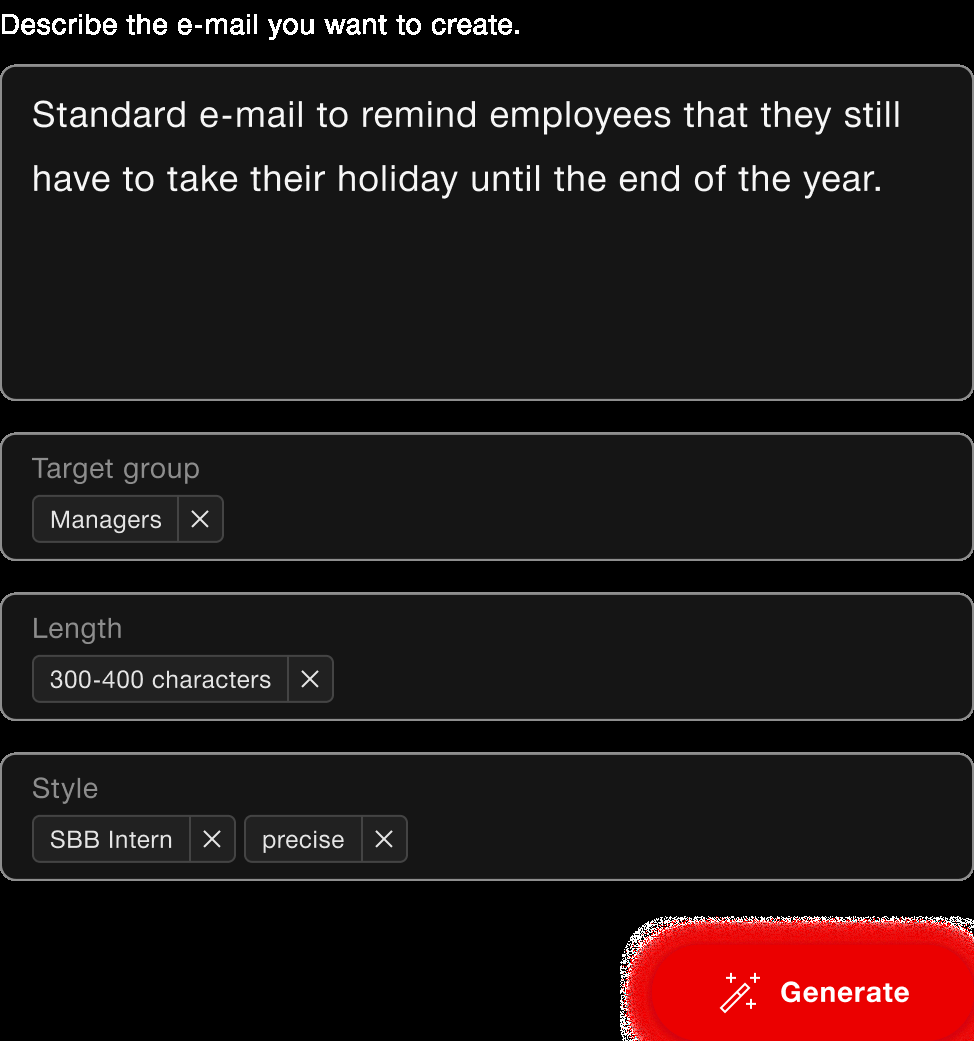 Describe the e-mail you want to create.
Standard e-mail to remind employees that they still
have to take their holiday until the end of the year.
Target group
Managers
Length
300-400 characters
Style
SBB Intern precise
Generate